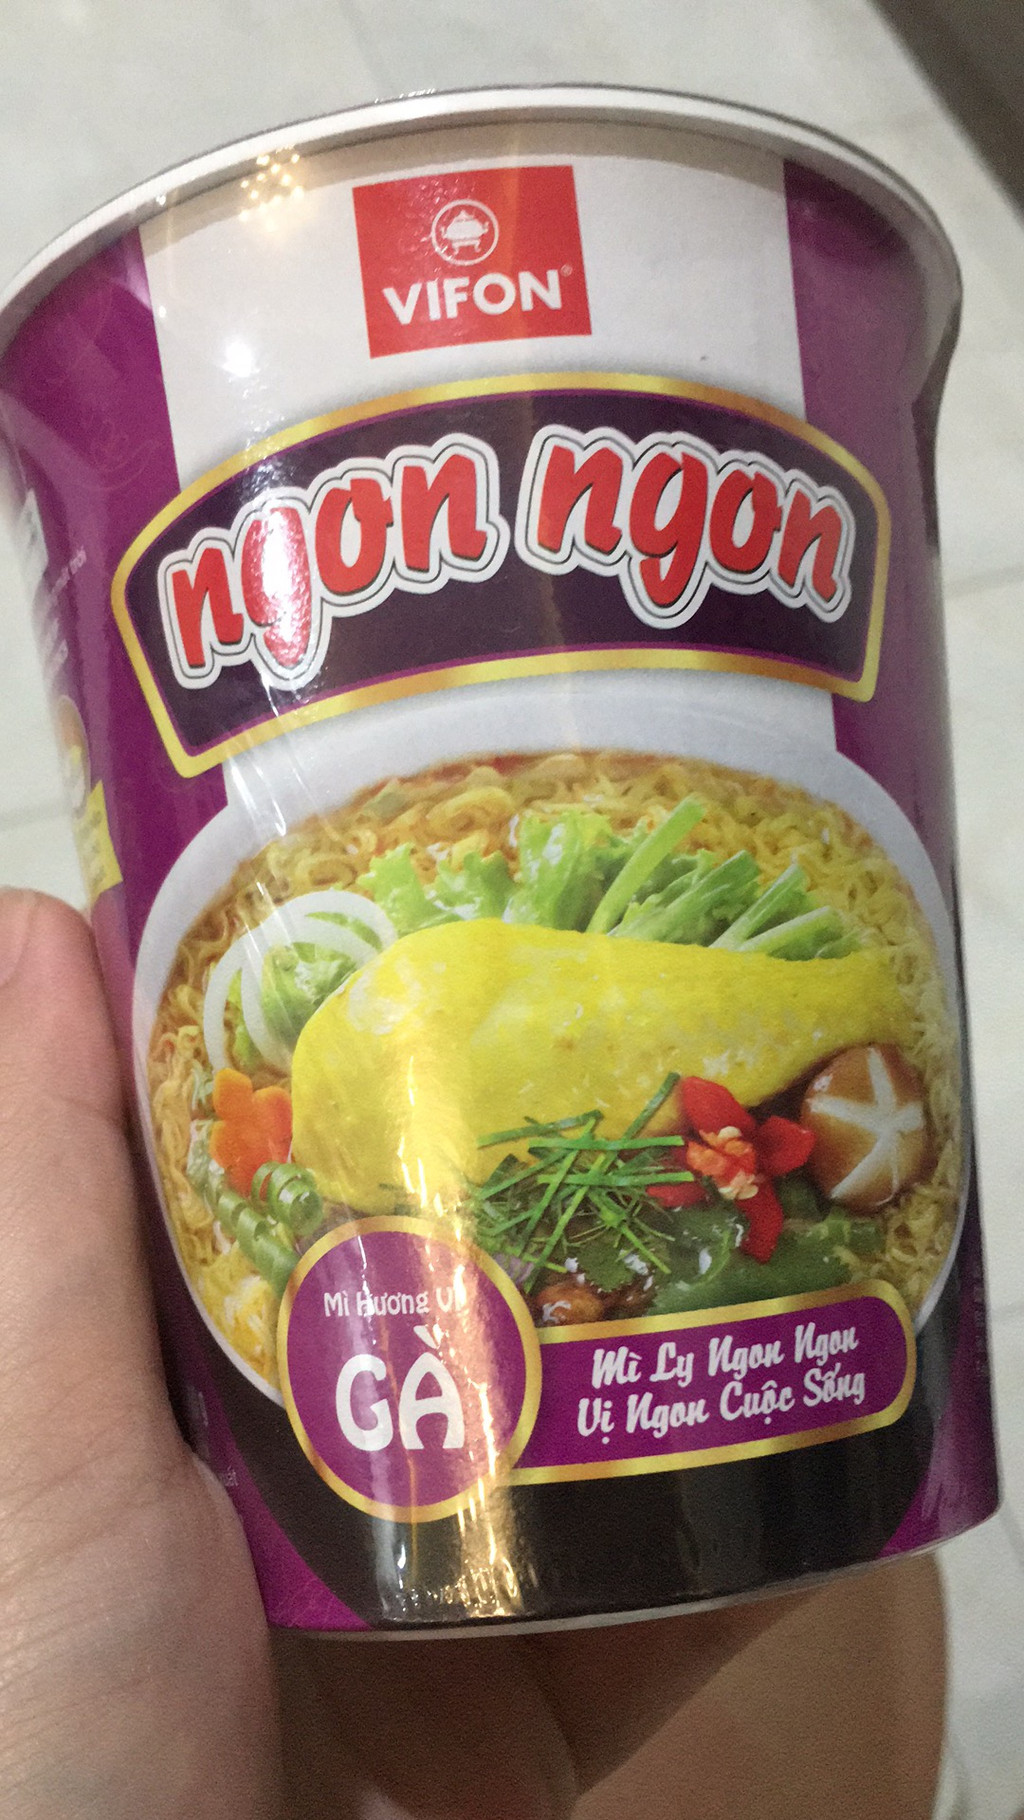 VIFON®
ngon ngon
Mì Hương Vị
GÀ
Mì Ly Ngon Ngon
Vị Ngon Cuộc Sống